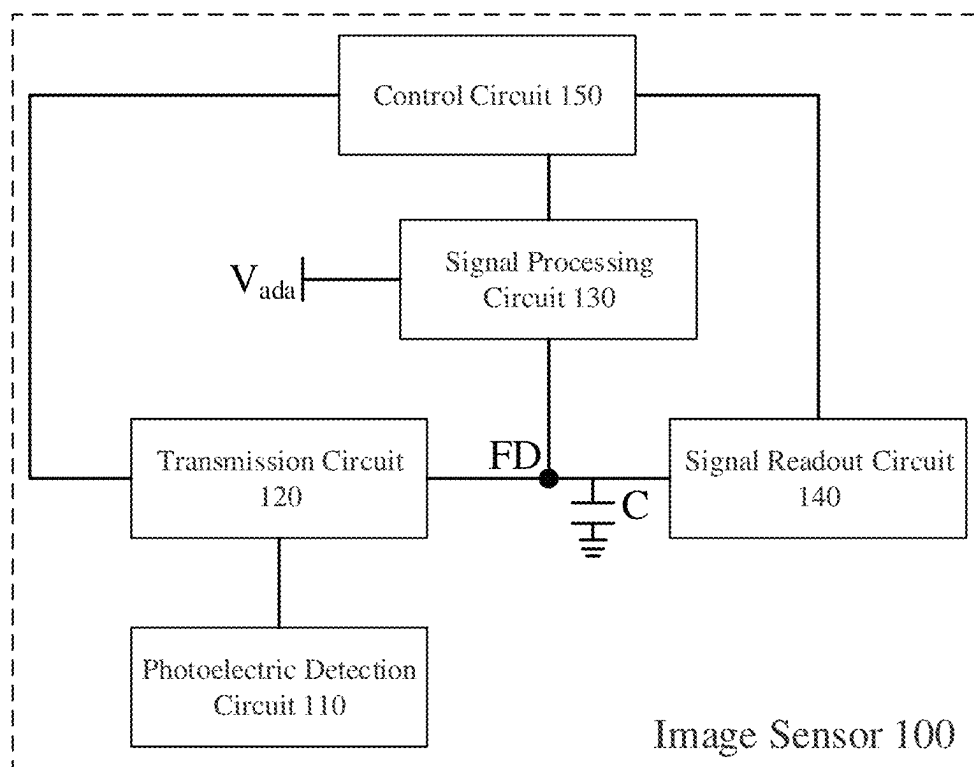 Control Circuit 150
Signal Processing
Circuit 130
V_ada
Transmission Circuit
120
FD
C
Signal Readout Circuit
140
Photoelectric Detection
Circuit 110
Image Sensor 100